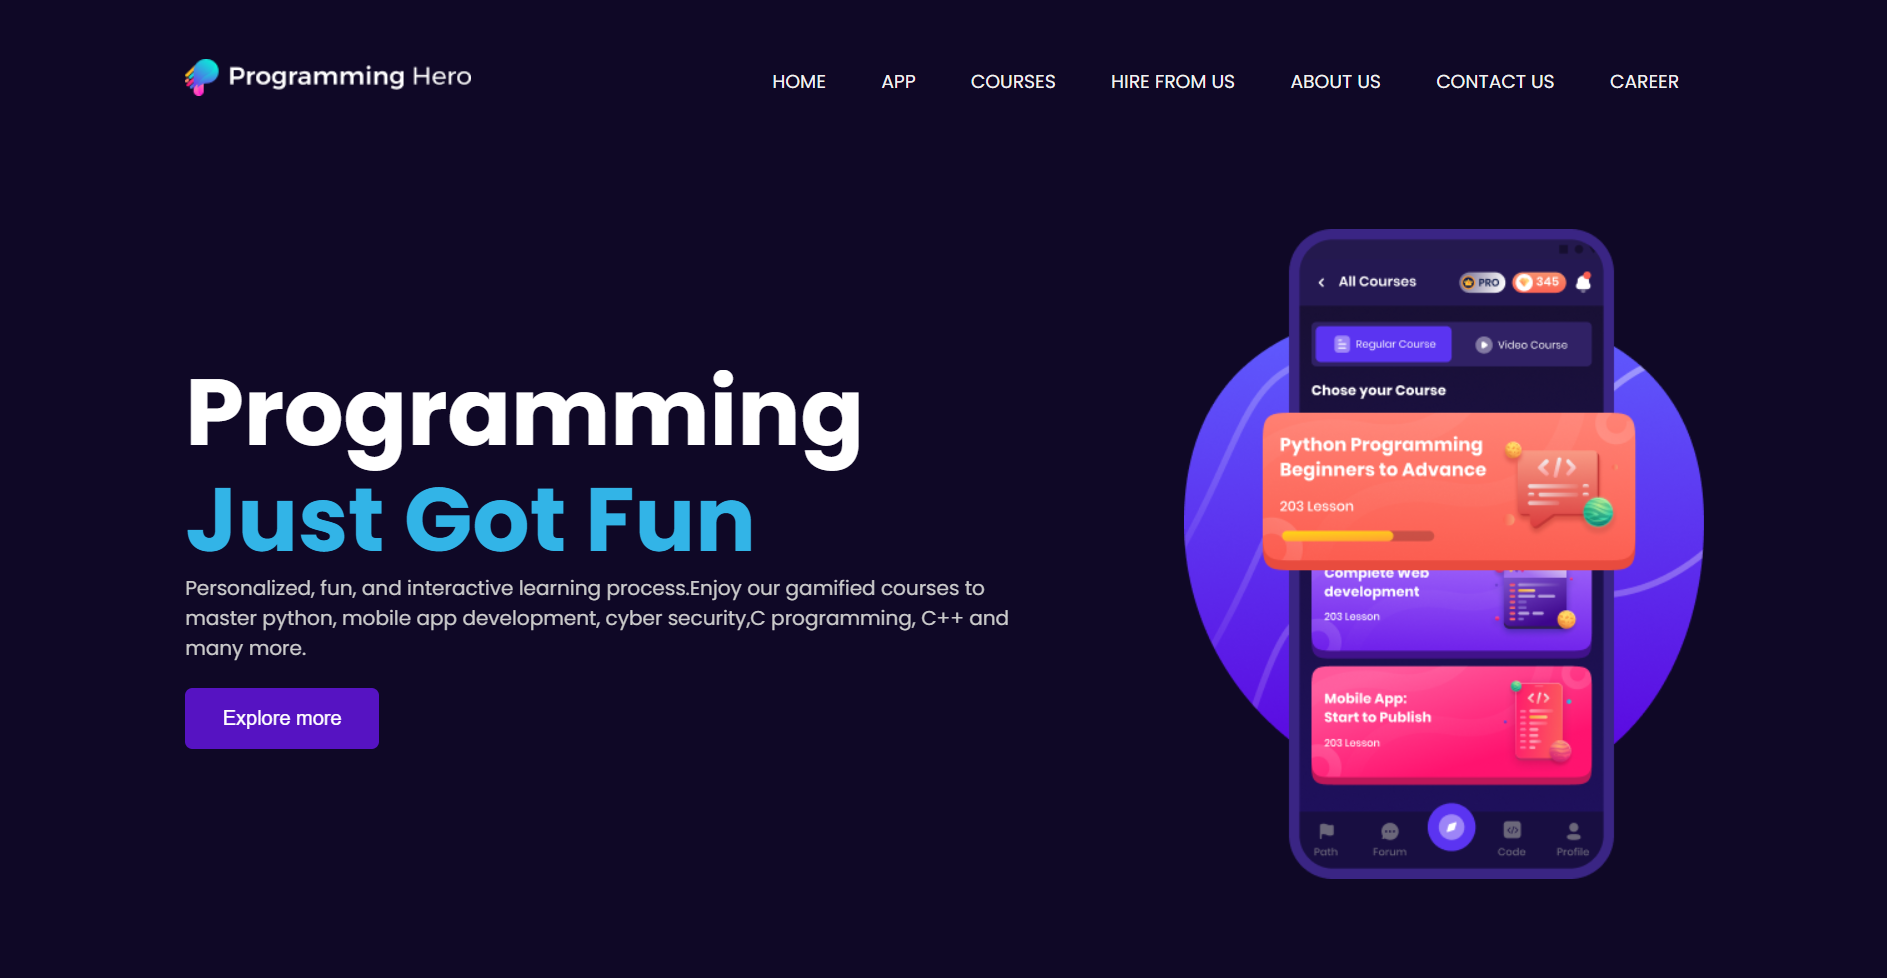 Programming Hero
HOME APP COURSES HIRE FROM US ABOUT US CONTACT US CAREER
Programming
Just Got Fun
Personalized, fun, and interactive learning process.Enjoy our gamified courses to
master python, mobile app development, cyber security,C programming, C++ and
many more.
Explore more
All Courses PRO 345
Regular Course Video Course
Chose your Course
Python Programming
Beginners to Advance
203 Lesson
</>
Complete Web
development
203 Lesson
Mobile App:
Start to Publish
203 Lesson
</>
Path Forum Code Profile